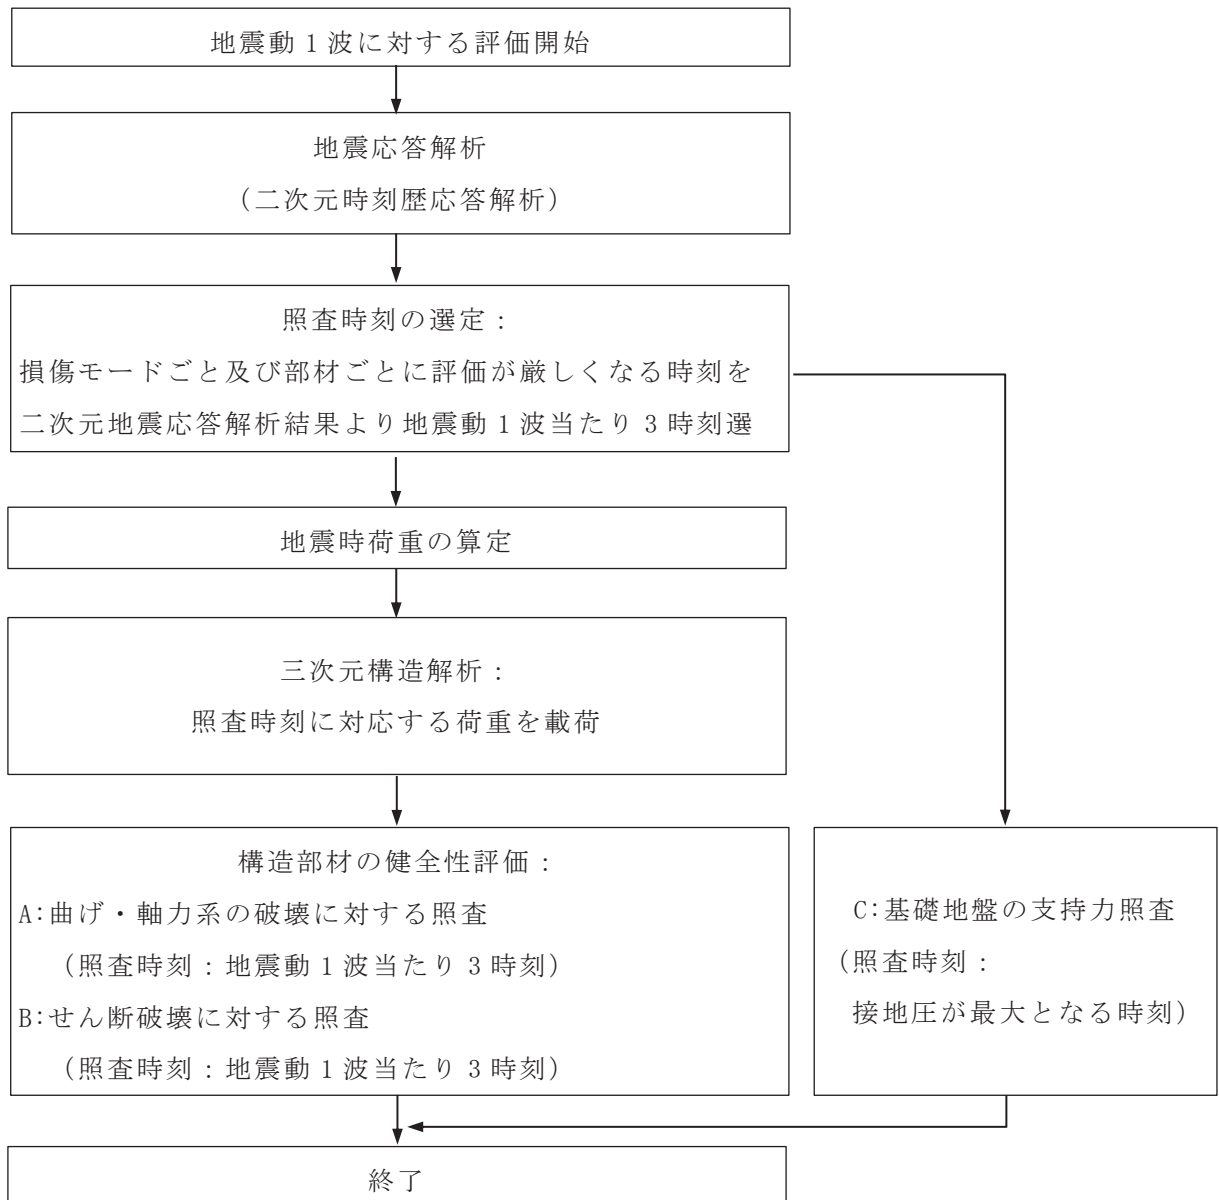 地震動１波に対する評価開始
地震応答解析
（二次元時刻歴応答解析）
照査時刻の選定：
損傷モードごと及び部材ごとに評価が厳しくなる時刻を
二次元地震応答解析結果より地震動１波当たり３時刻選
地震時荷重の算定
三次元構造解析：
照査時刻に対応する荷重を載荷
構造部材の健全性評価：
A:曲げ・軸力系の破壊に対する照査
（照査時刻：地震動１波当たり３時刻）
B:せん断破壊に対する照査
（照査時刻：地震動１波当たり３時刻）
C:基礎地盤の支持力照査
（照査時刻：
接地圧が最大となる時刻）
終了